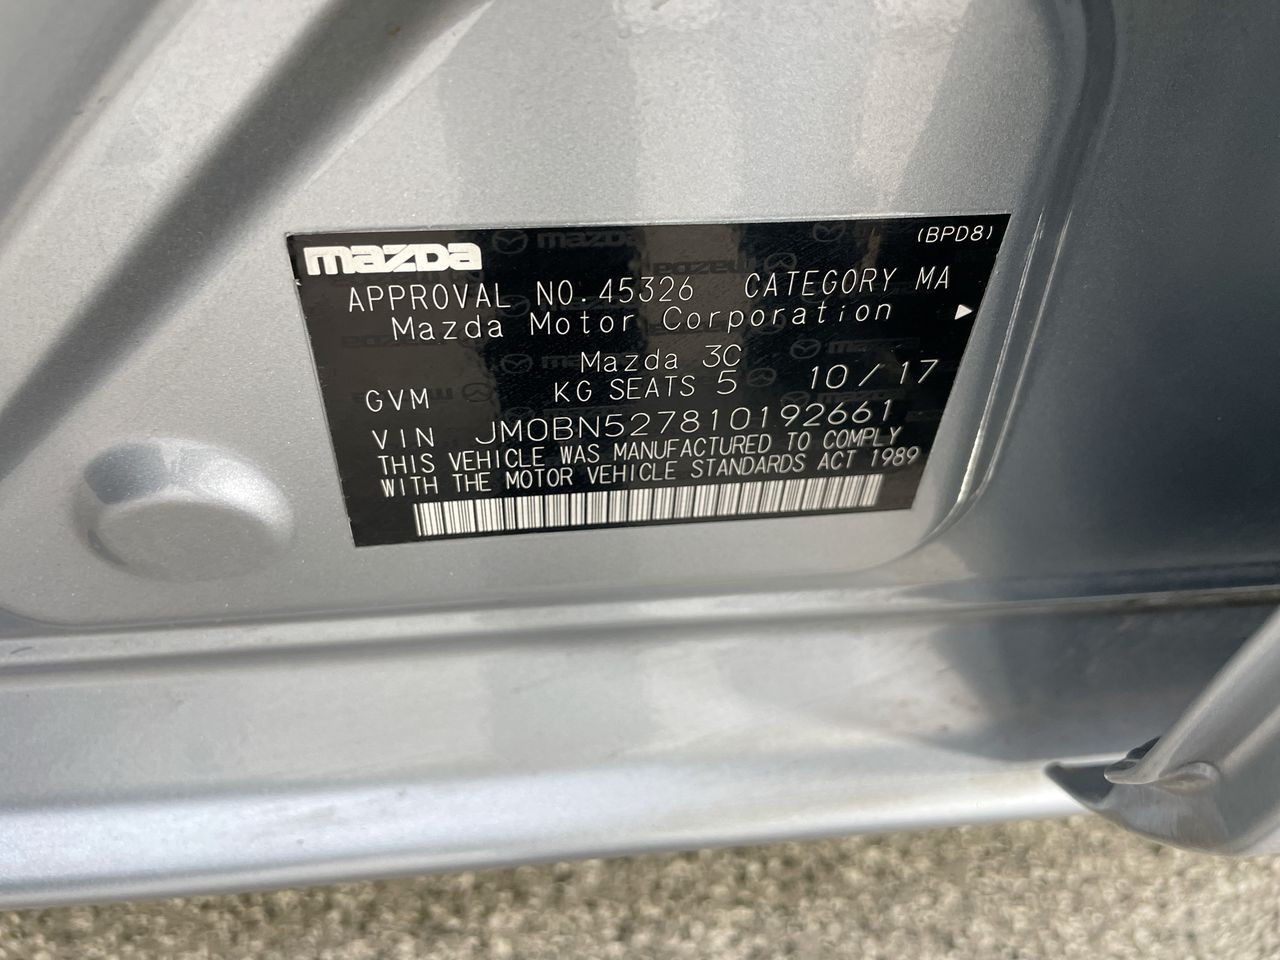 mazda
(BPD8)
APPROVAL NO. 45326 CATEGORY MA
Mazda Motor Corporation
Mazda 3C
GVM KG SEATS 5 10/17
VIN JM0BN527810192661
THIS VEHICLE WAS MANUFACTURED TO COMPLY
WITH THE MOTOR VEHICLE STANDARDS ACT 1989